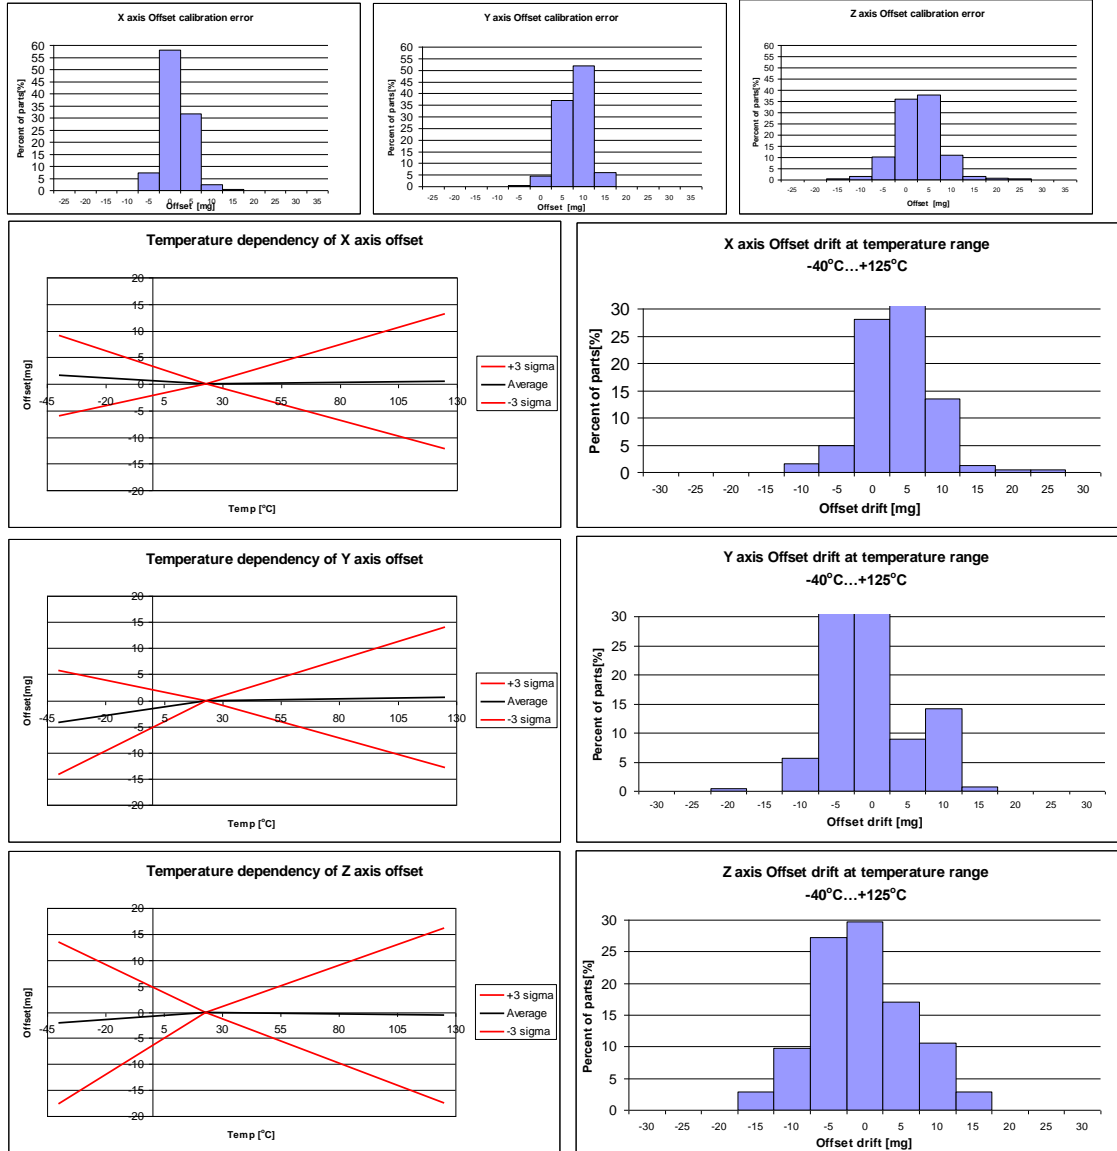 X axis Offset calibration error
Percent of parts[%]
60
55
50
45
40
35
30
25
20
15
10
5
0
-25 -20 -15 -10 -5 0 5 10 15 20 25 30 35
Offset [mg]
Y axis Offset calibration error
Percent of parts[%]
60
55
50
45
40
35
30
25
20
15
10
5
0
-25 -20 -15 -10 -5 0 5 10 15 20 25 30 35
Offset [mg]
Z axis Offset calibration error
Percent of parts[%]
60
55
50
45
40
35
30
25
20
15
10
5
0
-25 -20 -15 -10 -5 0 5 10 15 20 25 30 35
Offset [mg]
Temperature dependency of X axis offset
Offset[mg]
20
15
10
5
0
-5
-10
-15
-20
-45 -20 5 30 55 80 105 130
Temp [°C]
+3 sigma
Average
-3 sigma
X axis Offset drift at temperature range
-40°C...+125°C
Percent of parts[%]
30
25
20
15
10
5
0
-30 -25 -20 -15 -10 -5 0 5 10 15 20 25 30
Offset drift [mg]
Temperature dependency of Y axis offset
Offset[mg]
20
15
10
5
0
-5
-10
-15
-20
-45 -20 5 30 55 80 105 130
Temp [°C]
+3 sigma
Average
-3 sigma
Y axis Offset drift at temperature range
-40°C...+125°C
Percent of parts[%]
30
25
20
15
10
5
0
-30 -25 -20 -15 -10 -5 0 5 10 15 20 25 30
Offset drift [mg]
Temperature dependency of Z axis offset
Offset[mg]
20
15
10
5
0
-5
-10
-15
-20
-45 -20 5 30 55 80 105 130
Temp [°C]
+3 sigma
Average
-3 sigma
Z axis Offset drift at temperature range
-40°C...+125°C
Percent of parts[%]
30
25
20
15
10
5
0
-30 -25 -20 -15 -10 -5 0 5 10 15 20 25 30
Offset drift [mg]